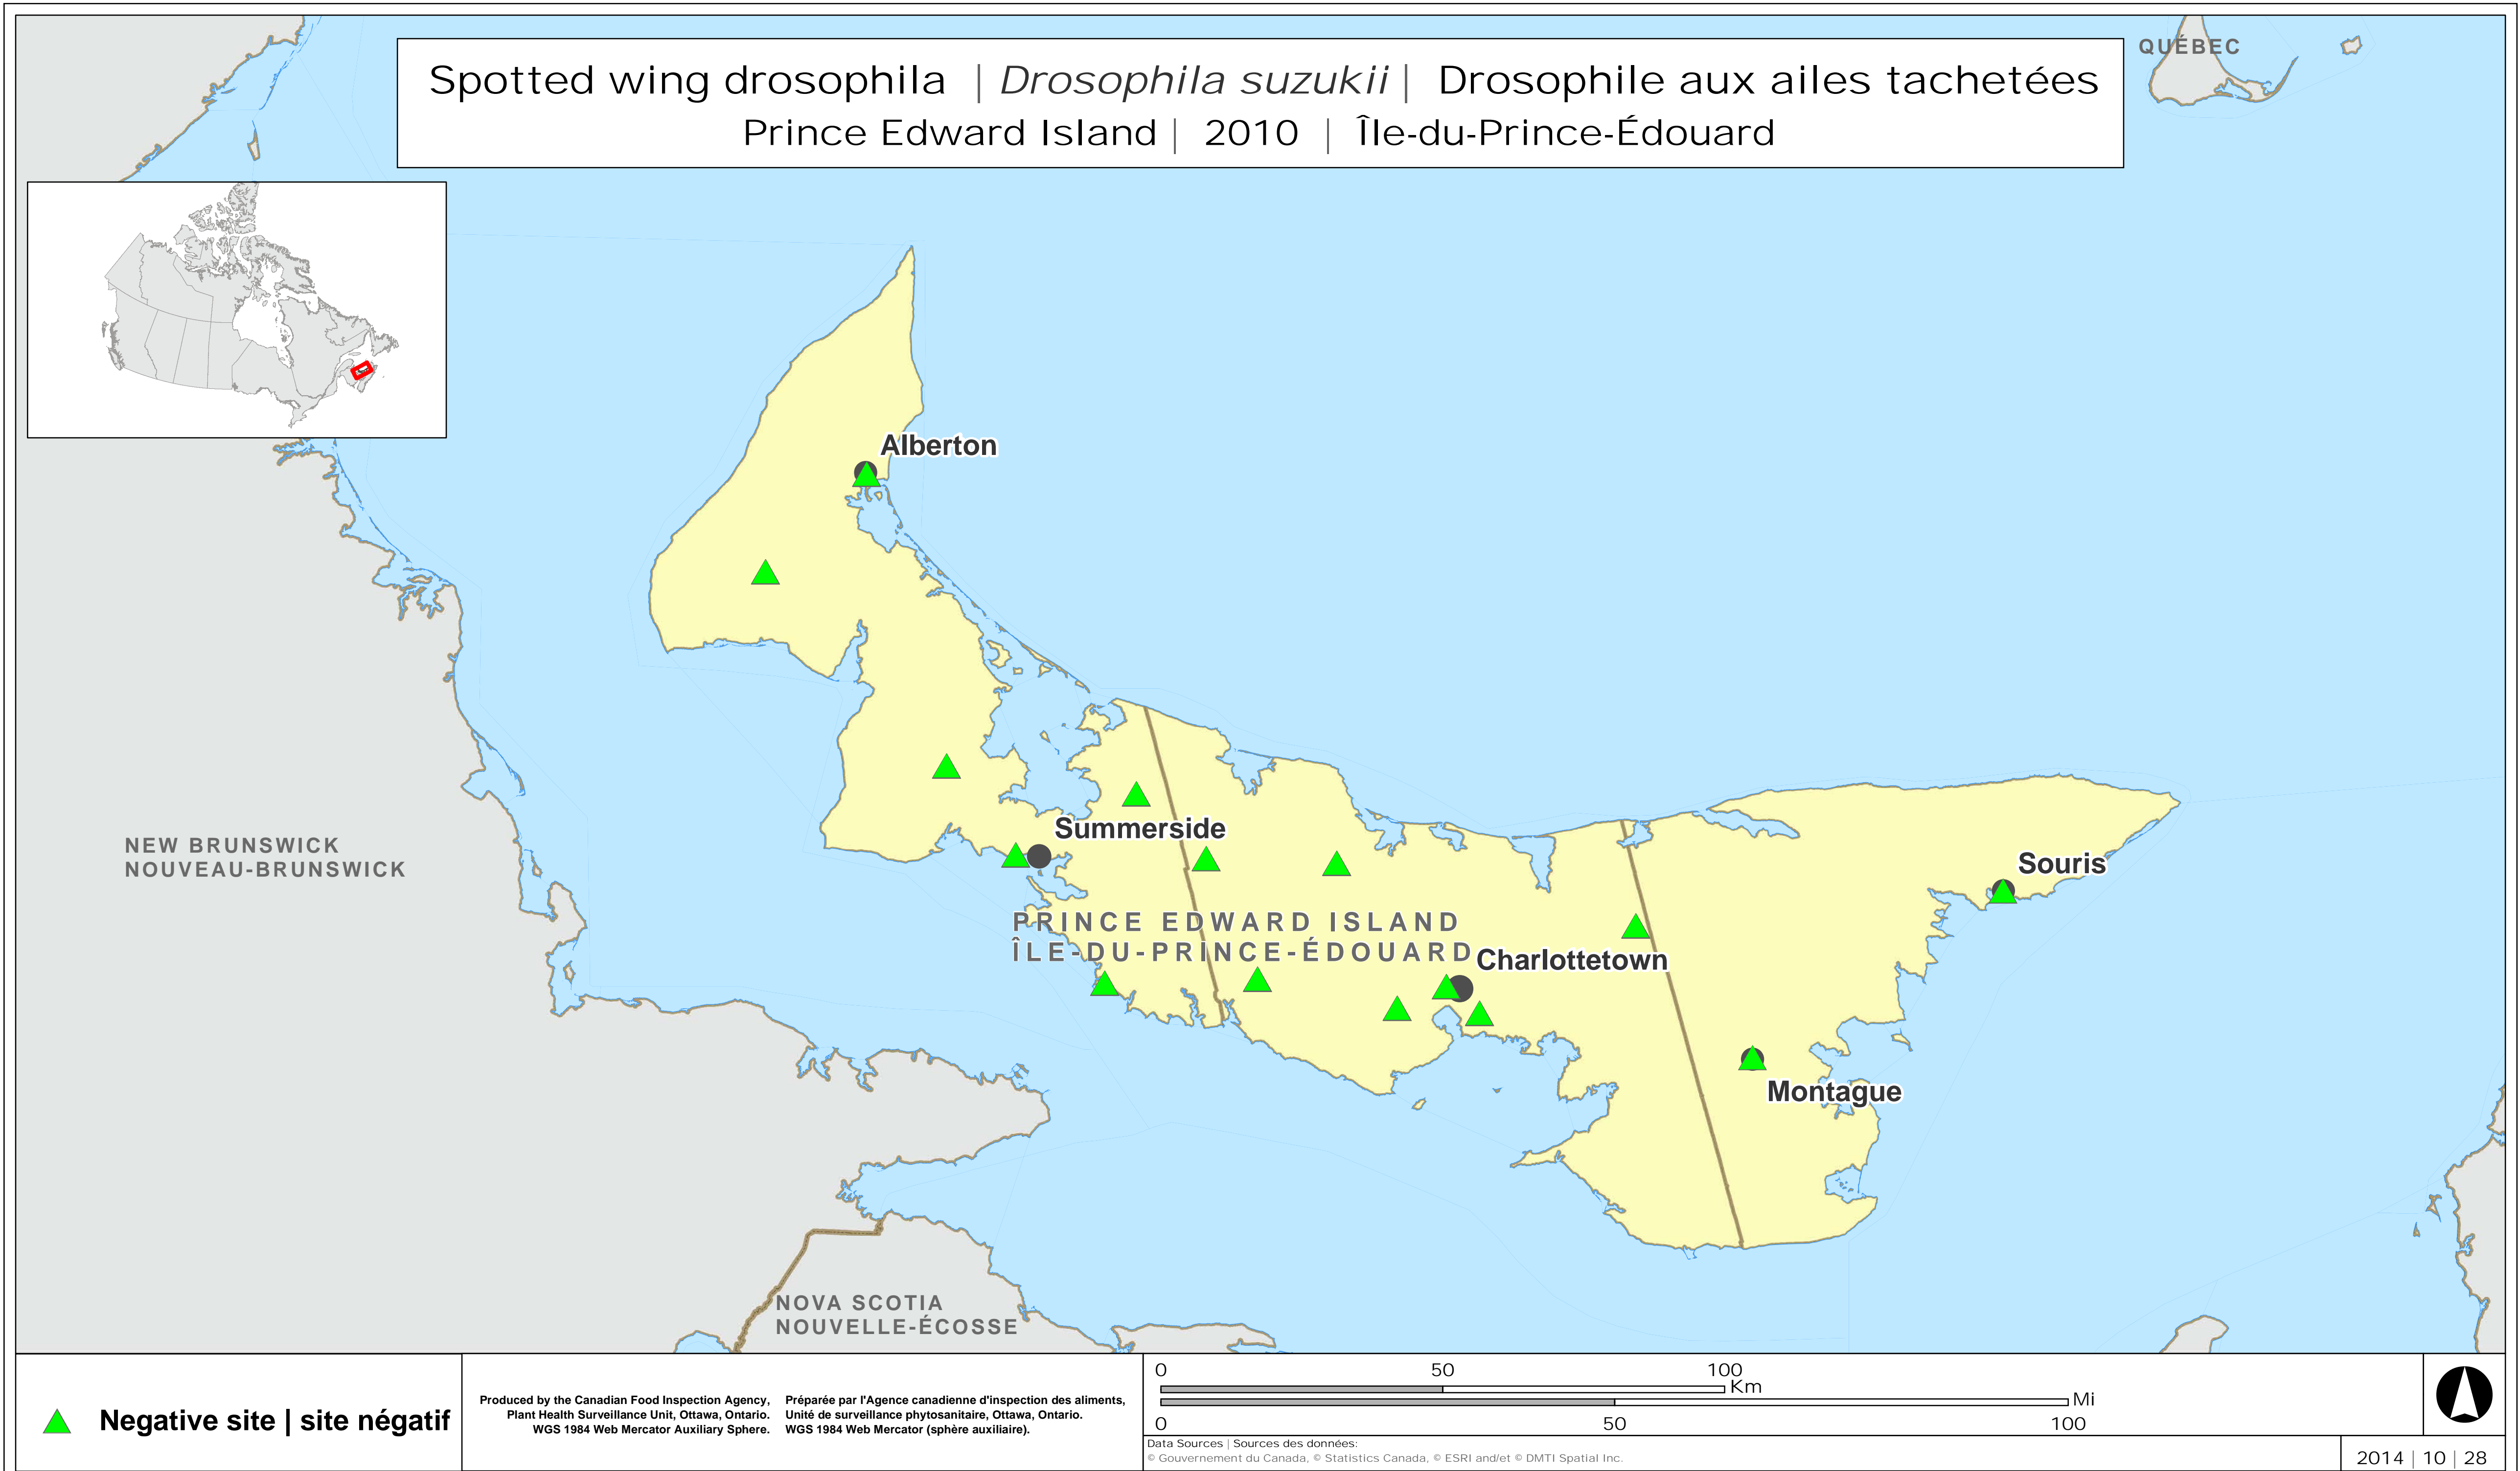 Spotted wing drosophila | Drosophila suzukii | Drosophile aux ailes tachetées
Prince Edward Island | 2010 | Île-du-Prince-Édouard
QUÉBEC
Alberton
Summerside
NEW BRUNSWICK
NOUVEAU-BRUNSWICK
Souris
PRINCE EDWARD ISLAND
ÎLE-DU-PRINCE-ÉDOUARD
Charlottetown
Montague
NOVA SCOTIA
NOUVELLE-ÉCOSSE
Negative site | site négatif
Produced by the Canadian Food Inspection Agency,
Plant Health Surveillance Unit, Ottawa, Ontario.
WGS 1984 Web Mercator Auxiliary Sphere.
Préparée par l'Agence canadienne d'inspection des aliments,
Unité de surveillance phytosanitaire, Ottawa, Ontario.
WGS 1984 Web Mercator (sphère auxiliaire).
0 50 100
Km
Mi
0 50 100
Data Sources | Sources des données:
© Gouvernement du Canada, © Statistics Canada, © ESRI and/et © DMTI Spatial Inc.
2014 | 10 | 28